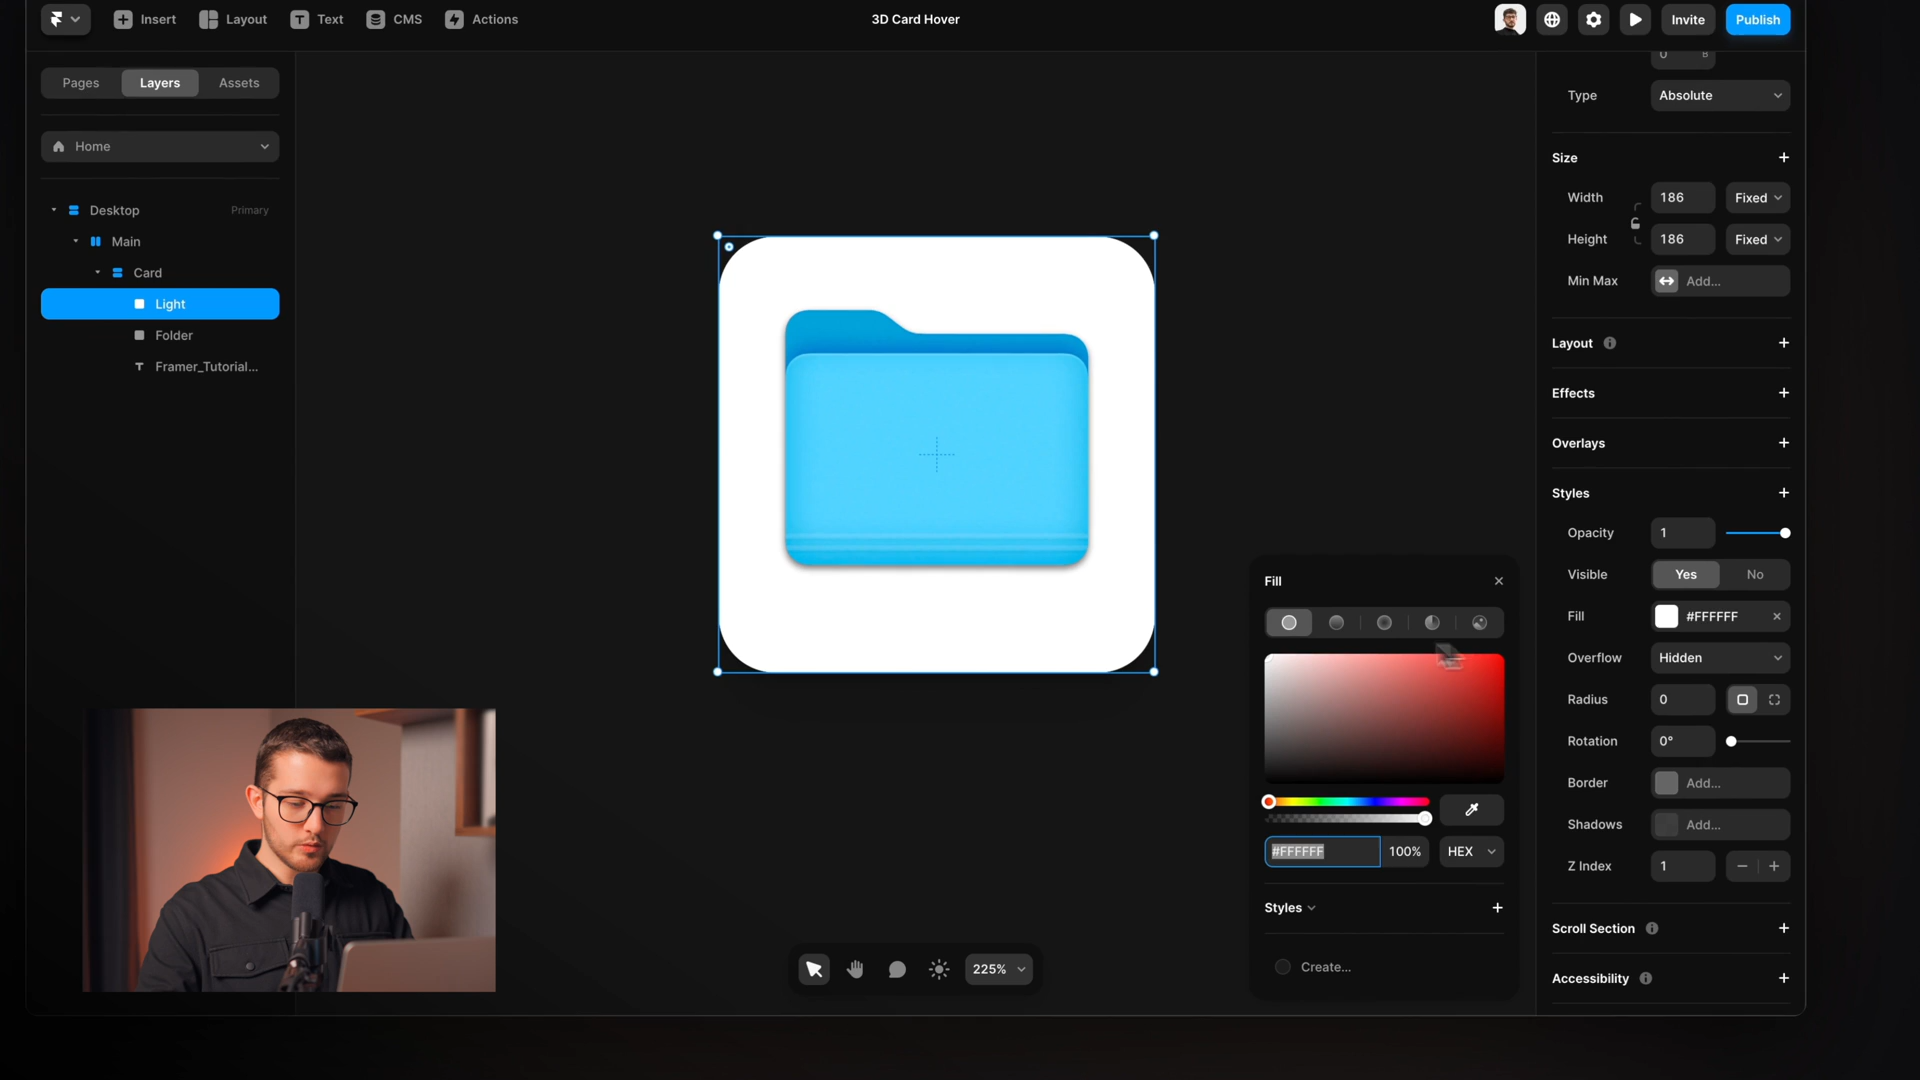 Insert
Layout
Text
CMS
Actions
3D Card Hover
Invite
Publish
Pages
Layers
Assets
Home
Desktop
Primary
Main
Card
Light
Folder
Framer_Tutorial...
225%
Fill
#FFFFFF
100%
HEX
Styles
Create...
0
B
Type
Absolute
Size
Width
186
Fixed
Height
186
Fixed
Min Max
Add...
Layout
Effects
Overlays
Styles
Opacity
1
Visible
Yes
No
Fill
#FFFFFF
Overflow
Hidden
Radius
0
Rotation
0°
Border
Add...
Shadows
Add...
Z Index
1
Scroll Section
Accessibility